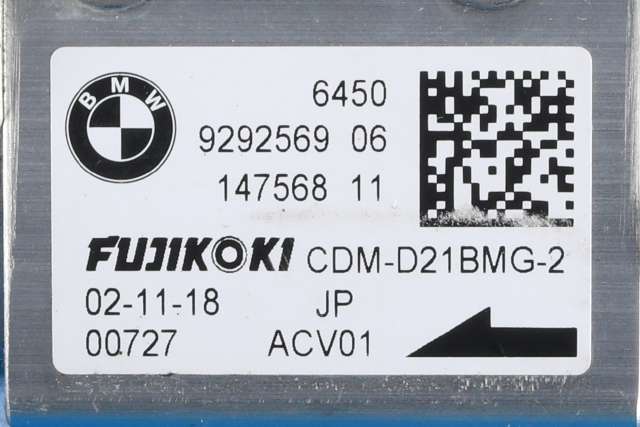 BMW
6450
9292569 06
147568 11
FUJIKOKI CDM-D21BMG-2
02-11-18 JP
00727 ACV01